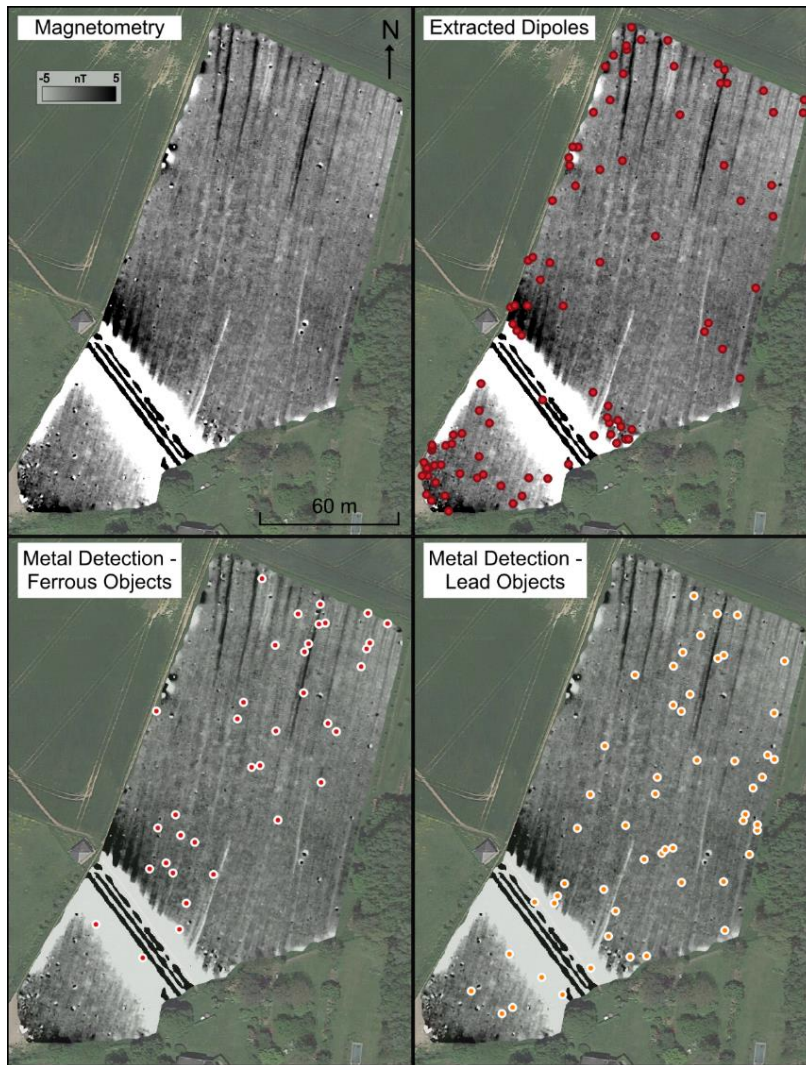 Magnetometry
N
-5 nT 5
60 m
Extracted Dipoles
Metal Detection -
Ferrous Objects
Metal Detection -
Lead Objects